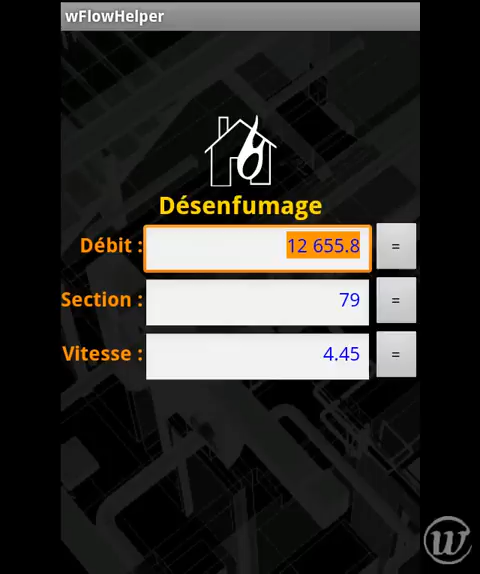 wFlowHelper
Désenfumage
Débit : 12 655.8 =
Section : 79 =
Vitesse : 4.45 =
w